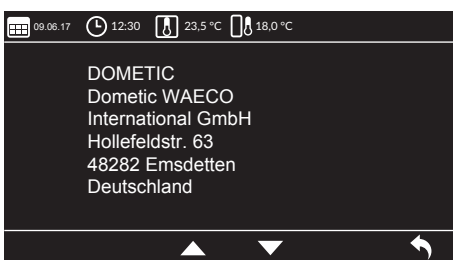 09.06.17 12:30 23,5 °C 18,0 °C
DOMETIC
Dometic WAECO
International GmbH
Hollefeldstr. 63
48282 Emsdetten
Deutschland